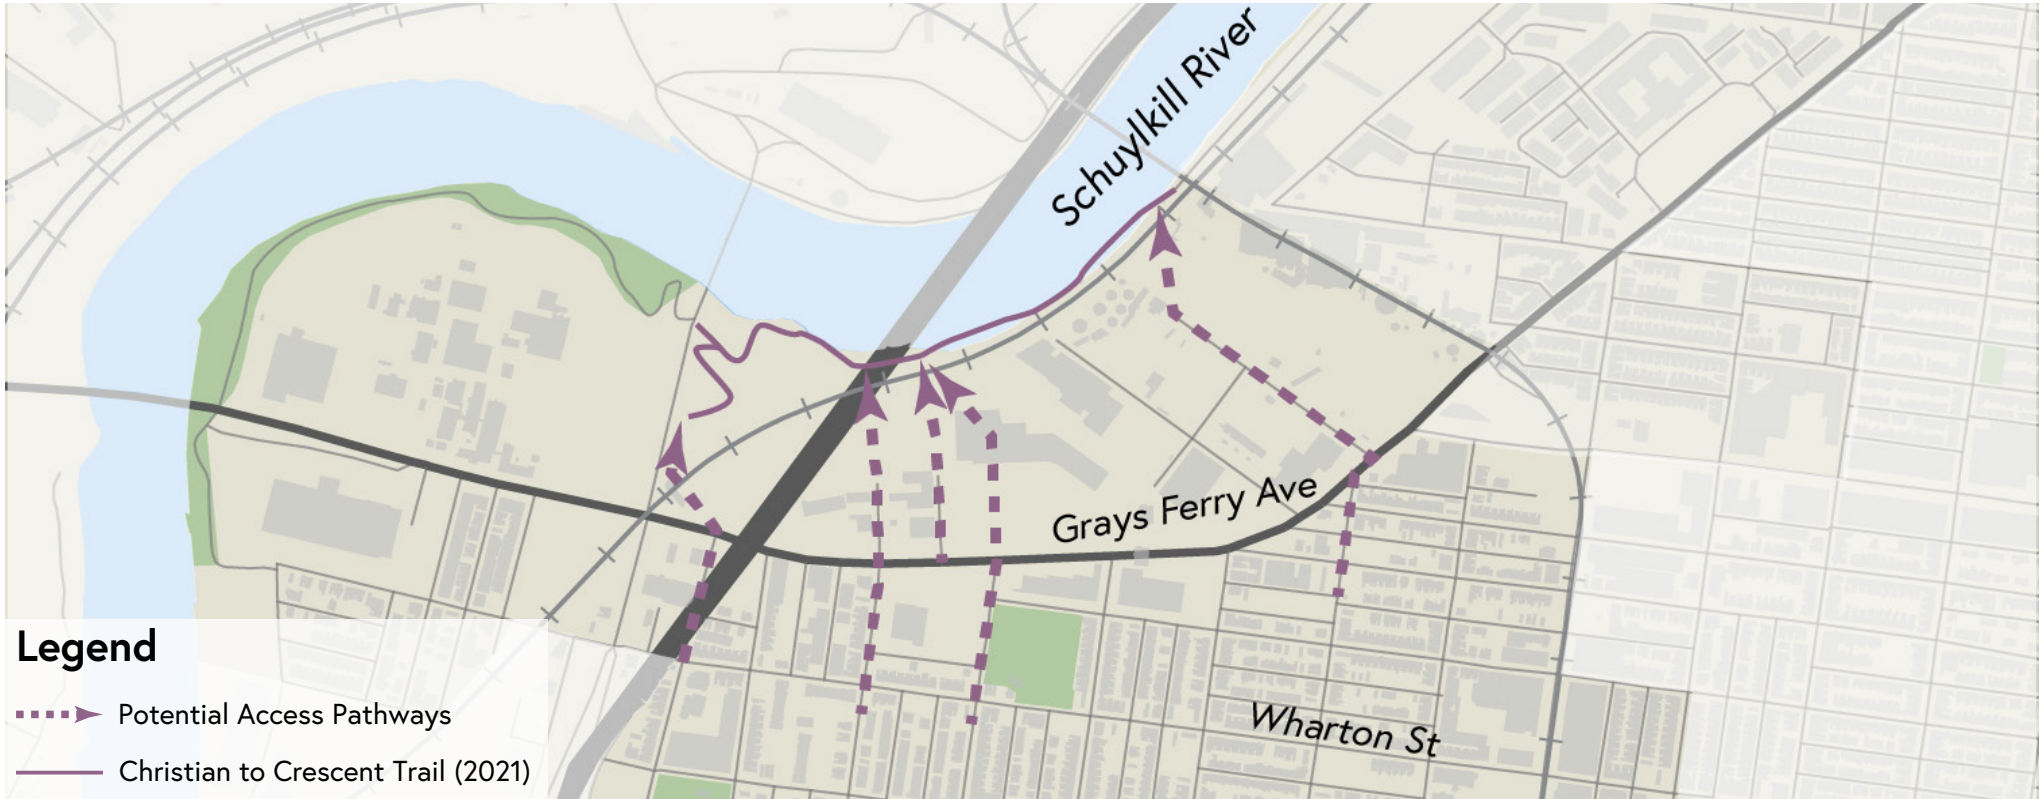 Schuylkill River
Grays Ferry Ave
Wharton St
Legend
Potential Access Pathways
Christian to Crescent Trail (2021)